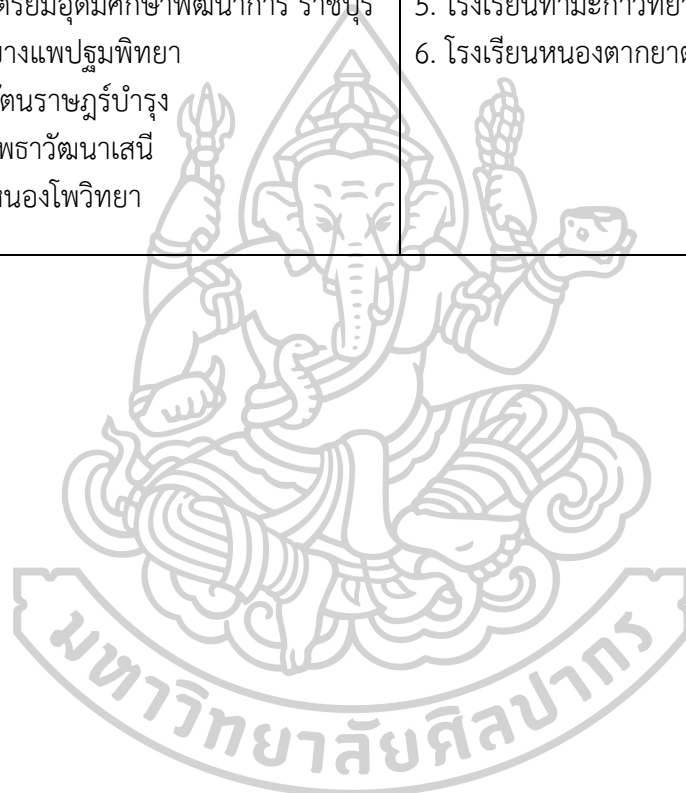 ตรียมอุดมศึกษาพัฒนาการ ราชบุรี
างแพปฐมพิทยา
ัตนราษฎร์บำรุง
พธาวัฒนาเสนี
หนองโพวิทยา
5. โรงเรียนท่ามะกาวิทยา
6. โรงเรียนหนองตากยาต
มหาวิทยาลัยศิลปากร